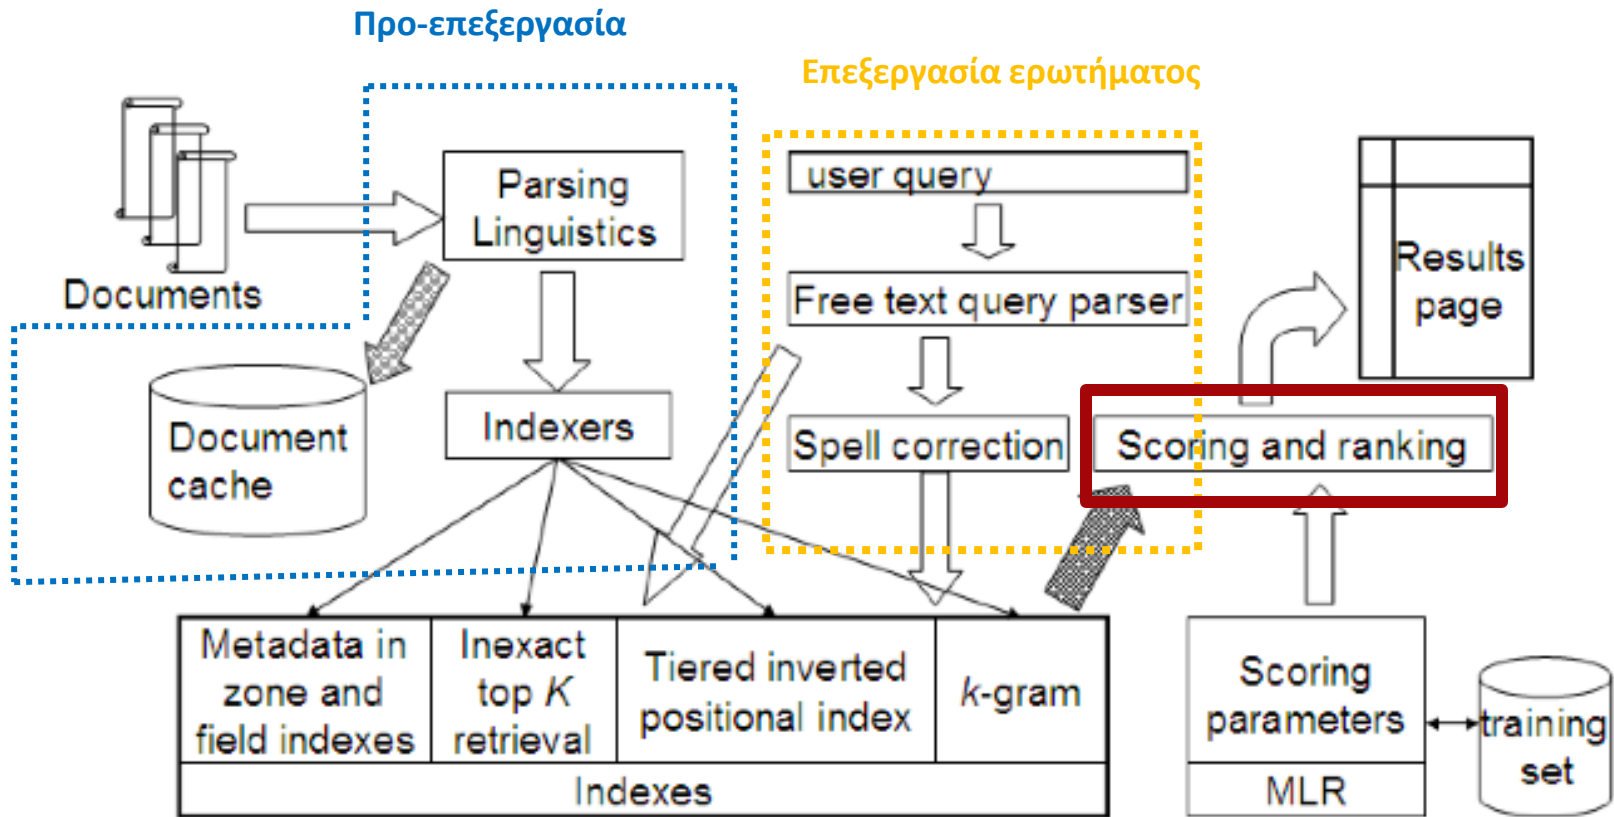 Προ-επεξεργασία
Επεξεργασία ερωτήματος
Documents
Parsing
Linguistics
user query
Free text query parser
Results
page
Document
cache
Indexers
Spell correction
Scoring and ranking
Metadata in
zone and
field indexes
Inexact
top K
retrieval
Tiered inverted
positional index
k-gram
Indexes
Scoring
parameters
MLR
training
set